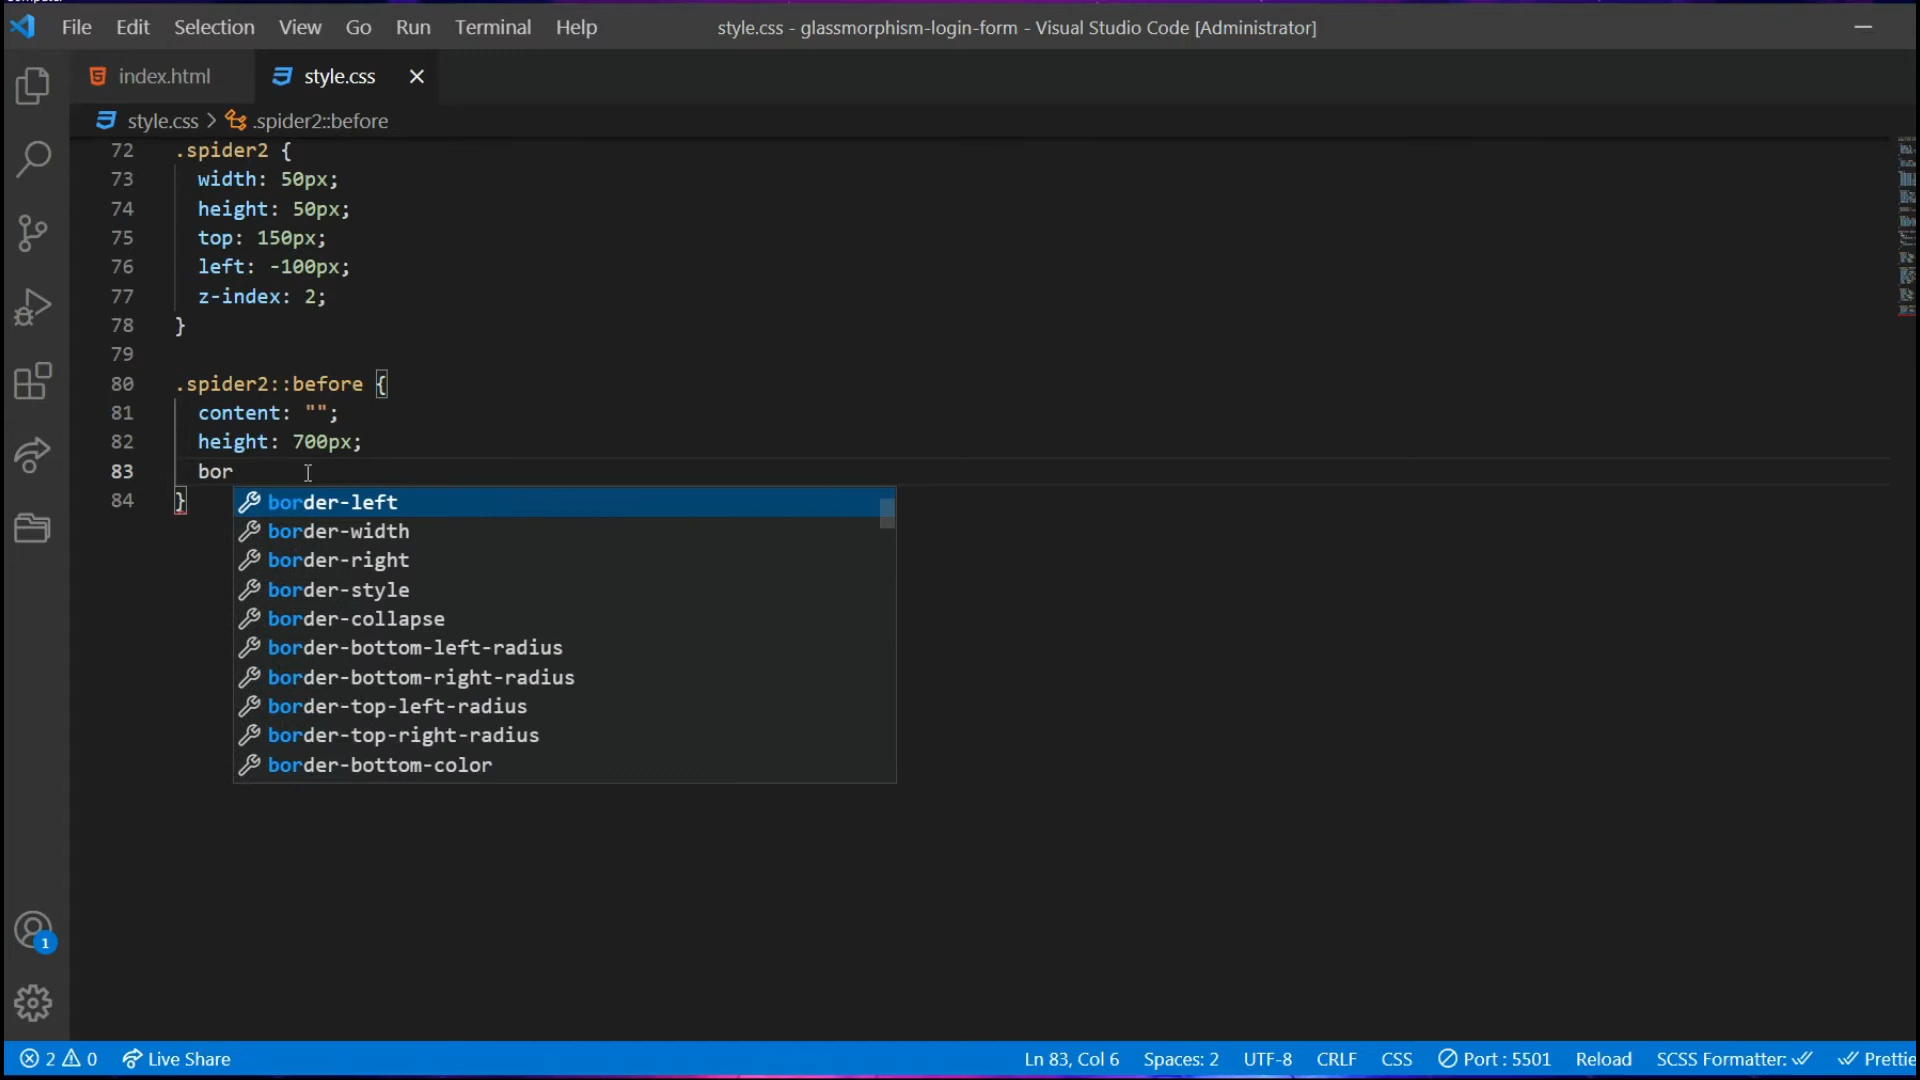 File Edit Selection View Go Run Terminal Help style.css - glassmorphism-login-form - Visual Studio Code [Administrator]
index.html style.css
style.css > .spider2::before
72 .spider2 {
73 width: 50px;
74 height: 50px;
75 top: 150px;
76 left: -100px;
77 z-index: 2;
78 }
79
80 .spider2::before {
81 content: "";
82 height: 700px;
83 bor
84 }
border-left
border-width
border-right
border-style
border-collapse
border-bottom-left-radius
border-bottom-right-radius
border-top-left-radius
border-top-right-radius
border-bottom-color
1
2 0 Live Share Ln 83, Col 6 Spaces: 2 UTF-8 CRLF CSS Port : 5501 Reload SCSS Formatter: Prettie